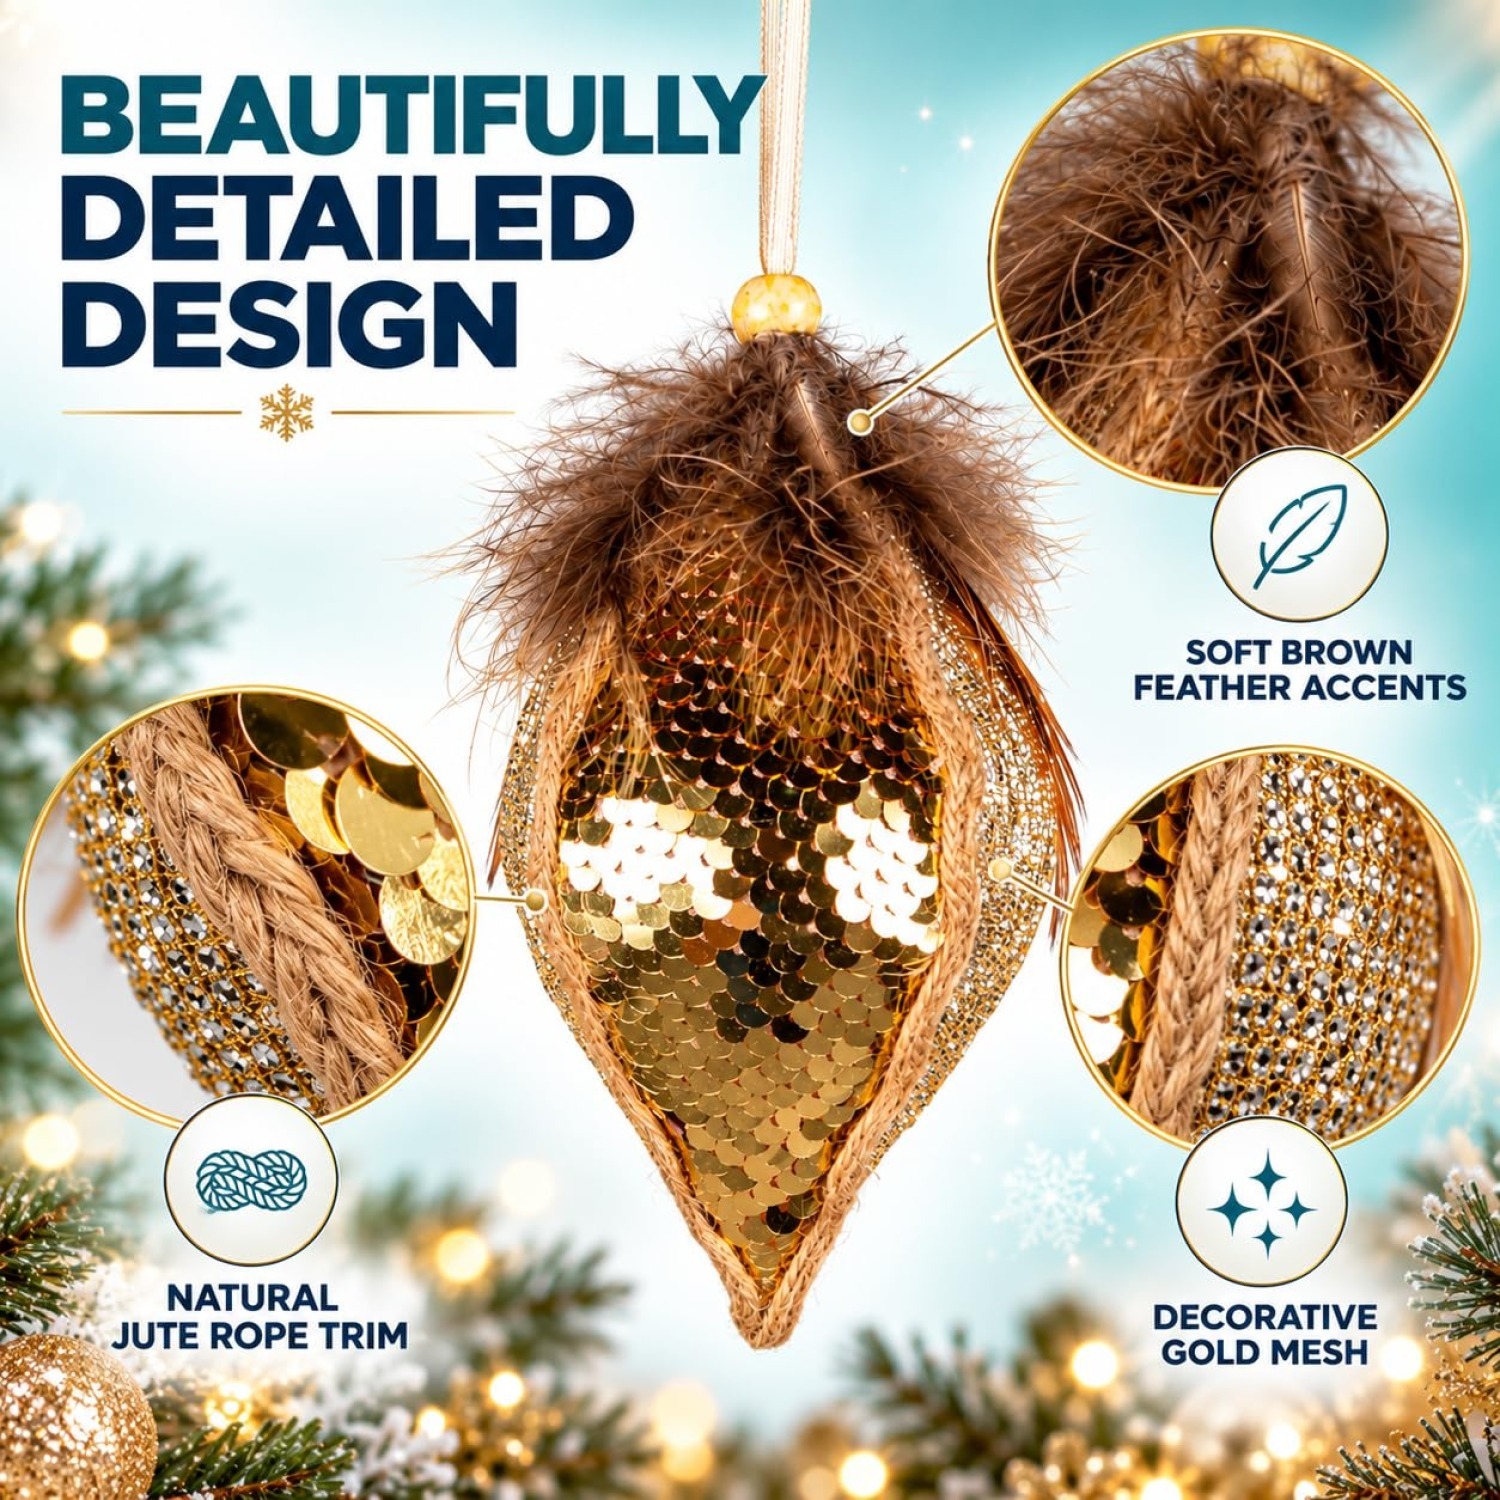 BEAUTIFULLY
DETAILED
DESIGN
SOFT BROWN
FEATHER ACCENTS
NATURAL
JUTE ROPE TRIM
DECORATIVE
GOLD MESH